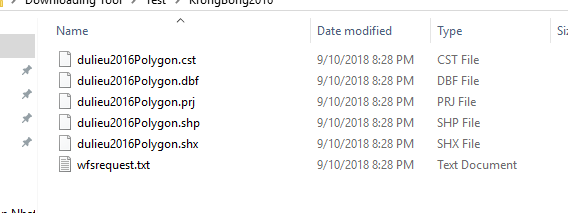 Downloading Tool > Test > KrongBong2016
Name Date modified Type Siz
dulieu2016Polygon.cst 9/10/2018 8:28 PM CST File
dulieu2016Polygon.dbf 9/10/2018 8:28 PM DBF File
dulieu2016Polygon.prj 9/10/2018 8:28 PM PRJ File
dulieu2016Polygon.shp 9/10/2018 8:28 PM SHP File
dulieu2016Polygon.shx 9/10/2018 8:28 PM SHX File
wfsrequest.txt 9/10/2018 8:28 PM Text Document